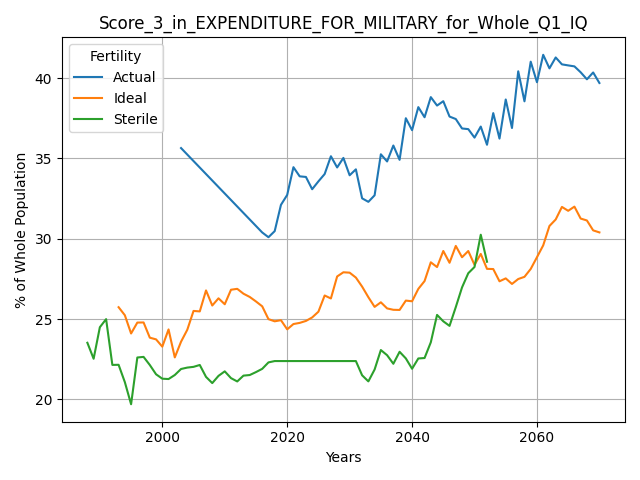 Score_3_in_EXPENDITURE_FOR_MILITARY_for_Whole_Q1_IQ
Fertility
Actual
Ideal
Sterile
% of Whole Population
40
35
30
25
20
2000
2020
2040
2060
Years